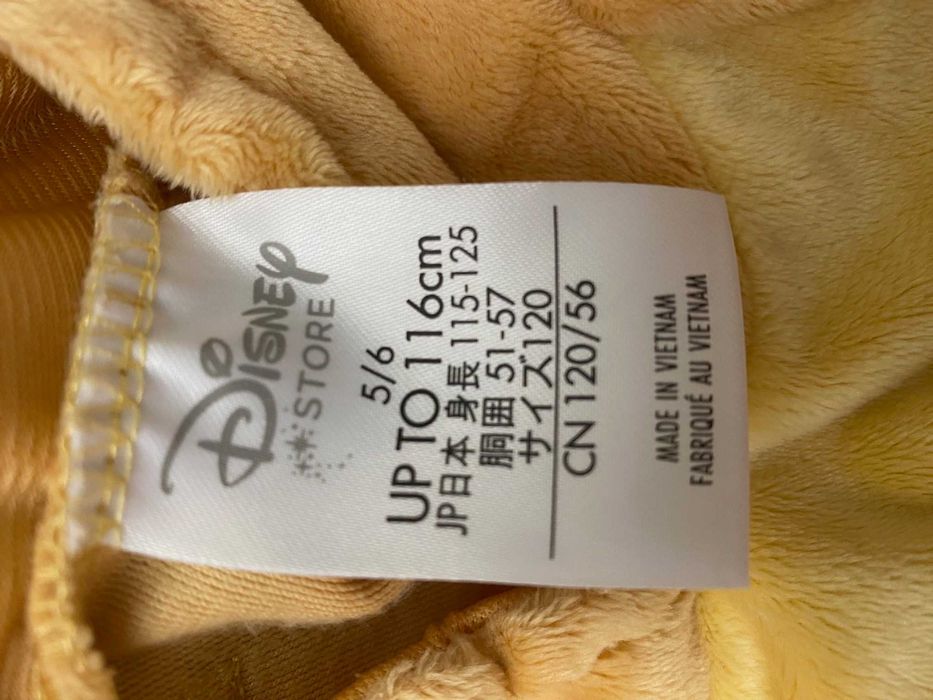 Disney
STORE
5/6
UP TO 116cm
JP日本 身長 115-125
胴囲 51-57
サイズ120
CN 120/56
MADE IN VIETNAM
FABRIQUÉ AU VIETNAM